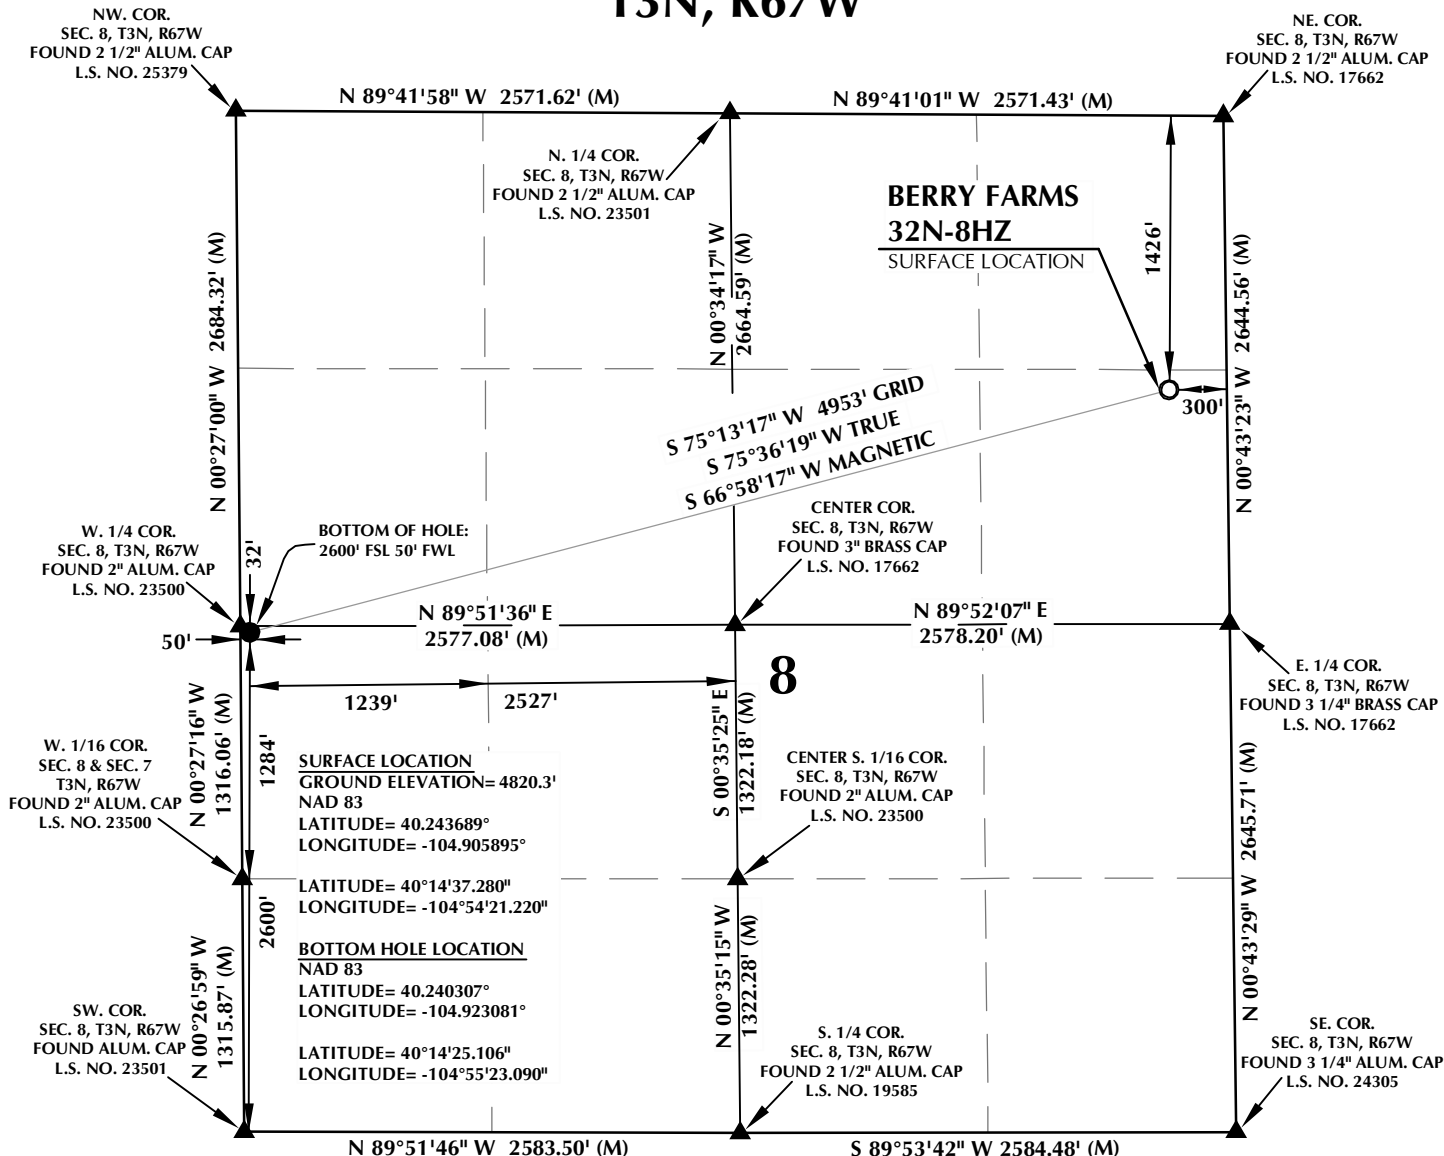 T3N, R67W
NW. COR.
SEC. 8, T3N, R67W
FOUND 2 1/2" ALUM. CAP
L.S. NO. 25379
NE. COR.
SEC. 8, T3N, R67W
FOUND 2 1/2" ALUM. CAP
L.S. NO. 17662
N 89°41'58" W 2571.62' (M)
N 89°41'01" W 2571.43' (M)
N. 1/4 COR.
SEC. 8, T3N, R67W
FOUND 2 1/2" ALUM. CAP
L.S. NO. 23501
BERRY FARMS
32N-8HZ
SURFACE LOCATION
1426'
300'
N 00°27'00" W 2684.32' (M)
N 00°34'17" W
2664.59' (M)
N 00°43'23" W 2644.56' (M)
S 75°13'17" W 4953' GRID
S 75°36'19" W TRUE
S 66°58'17" W MAGNETIC
W. 1/4 COR.
SEC. 8, T3N, R67W
FOUND 2" ALUM. CAP
L.S. NO. 23500
32'
BOTTOM OF HOLE:
2600' FSL 50' FWL
CENTER COR.
SEC. 8, T3N, R67W
FOUND 3" BRASS CAP
L.S. NO. 17662
50'
N 89°51'36" E
2577.08' (M)
N 89°52'07" E
2578.20' (M)
8
E. 1/4 COR.
SEC. 8, T3N, R67W
FOUND 3 1/4" BRASS CAP
L.S. NO. 17662
1239'
2527'
W. 1/16 COR.
SEC. 8 & SEC. 7
T3N, R67W
FOUND 2" ALUM. CAP
L.S. NO. 23500
N 00°27'16" W
1316.06' (M)
1284'
S 00°35'25" E
1322.18' (M)
CENTER S. 1/16 COR.
SEC. 8, T3N, R67W
FOUND 2" ALUM. CAP
L.S. NO. 23500
SURFACE LOCATION
GROUND ELEVATION= 4820.3'
NAD 83
LATITUDE= 40.243689°
LONGITUDE= -104.905895°
LATITUDE= 40°14'37.280"
LONGITUDE= -104°54'21.220"
BOTTOM HOLE LOCATION
NAD 83
LATITUDE= 40.240307°
LONGITUDE= -104.923081°
LATITUDE= 40°14'25.106"
LONGITUDE= -104°55'23.090"
2600'
N 00°26'59" W
1315.87' (M)
N 00°35'15" W
1322.28' (M)
N 00°43'29" W 2645.71' (M)
SW. COR.
SEC. 8, T3N, R67W
FOUND ALUM. CAP
L.S. NO. 23501
S. 1/4 COR.
SEC. 8, T3N, R67W
FOUND 2 1/2" ALUM. CAP
L.S. NO. 19585
SE. COR.
SEC. 8, T3N, R67W
FOUND 3 1/4" ALUM. CAP
L.S. NO. 24305
N 89°51'46" W 2583.50' (M)
S 89°53'42" W 2584.48' (M)